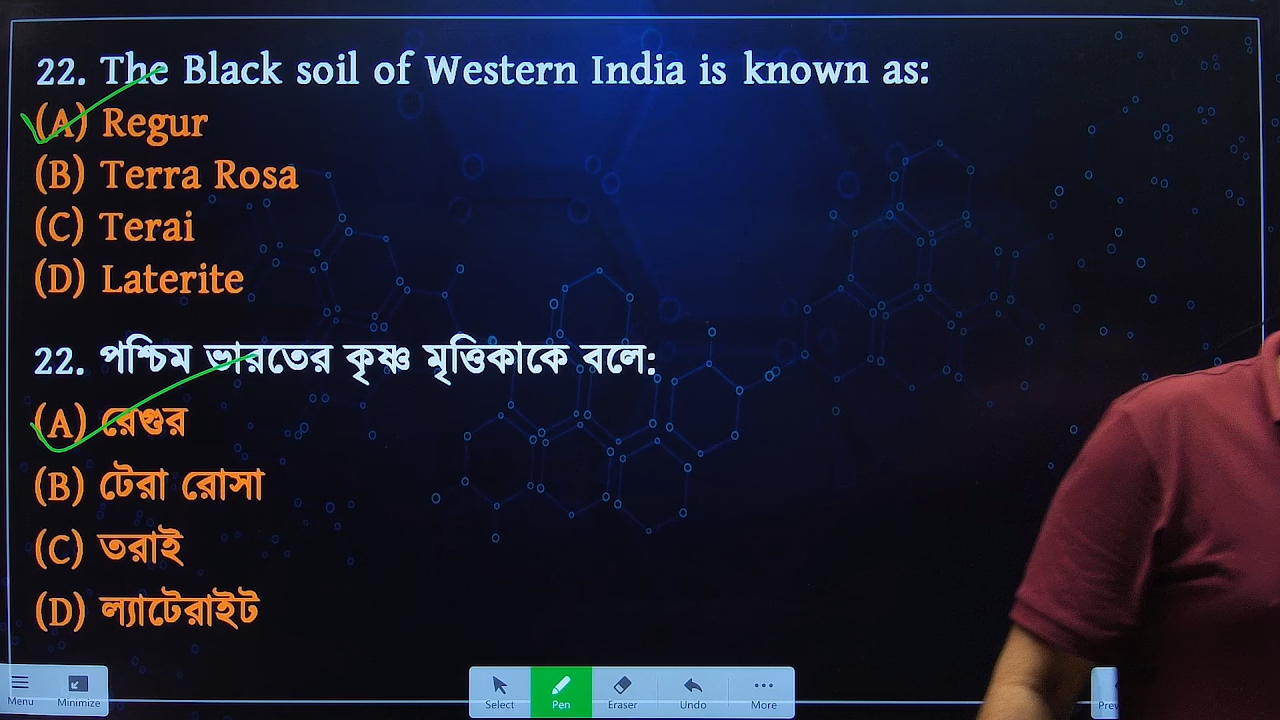 22. The Black soil of Western India is known as:
(A) Regur
(B) Terra Rosa
(C) Terai
(D) Laterite
22. পশ্চিম ভারতের কৃষ্ণ মৃত্তিকাকে বলে:
(A) রেগুর
(B) টেরা রোসা
(C) তরাই
(D) ল্যাটেরাইট
Menu Minimize Select Pen Eraser Undo More